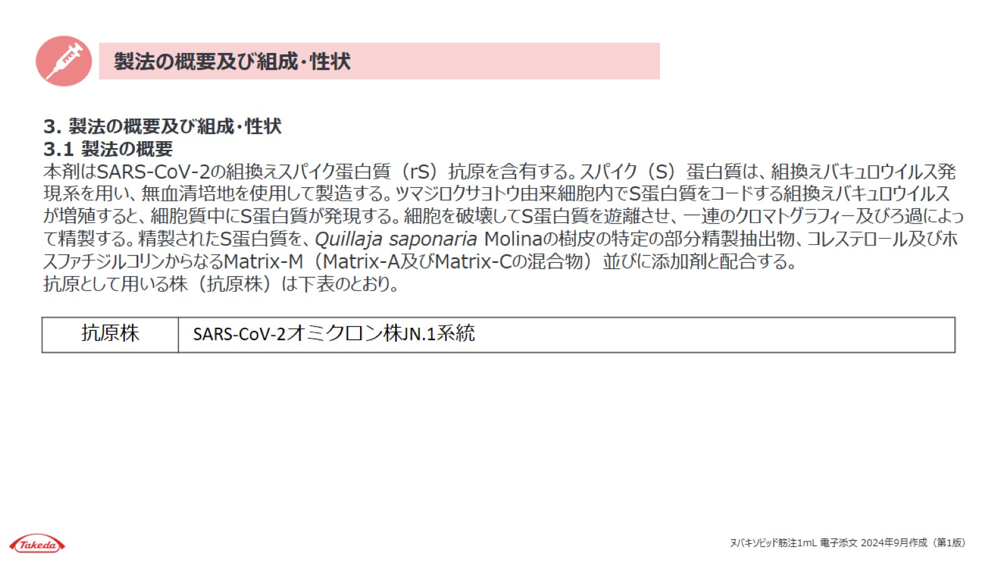 製法の概要及び組成･性状
3. 製法の概要及び組成･性状
3.1 製法の概要
本剤はSARS-CoV-2の組換えスパイク蛋白質（rS）抗原を含有する。スパイク（S）蛋白質は、組換えバキュロウイルス発
現系を用い、無血清培地を使用して製造する。ツマジロクサヨトウ由来細胞内でS蛋白質をコードする組換えバキュロウイルス
が増殖すると、細胞質中にS蛋白質が発現する。細胞を破壊してS蛋白質を遊離させ、一連のクロマトグラフィー及びろ過によっ
て精製する。精製されたS蛋白質を、Quillaja saponaria Molinaの樹皮の特定の部分精製抽出物、コレステロール及びホ
スファチジルコリンからなるMatrix-M（Matrix-A及びMatrix-Cの混合物）並びに添加剤と配合する。
抗原として用いる株（抗原株）は下表のとおり。
抗原株 SARS-CoV-2オミクロン株JN.1系統
Takeda
ヌバキソビッド筋注1mL 電子添文 2024年9月作成（第1版）